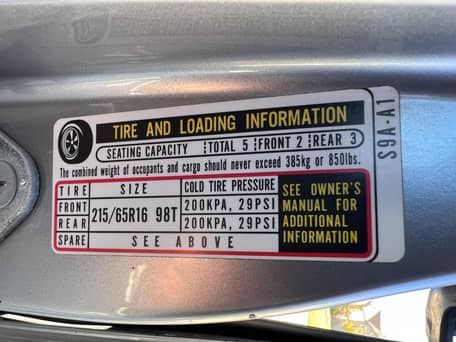 TIRE AND LOADING INFORMATION
SEATING CAPACITY TOTAL 5 FRONT 2 REAR 3
The combined weight of occupants and cargo should never exceed 385kg or 850lbs.
TIRE SIZE COLD TIRE PRESSURE
FRONT 215/65R16 98T 200KPA, 29PSI
REAR 200KPA, 29PSI
SPARE SEE ABOVE
SEE OWNER'S
MANUAL FOR
ADDITIONAL
INFORMATION
S9A-A1